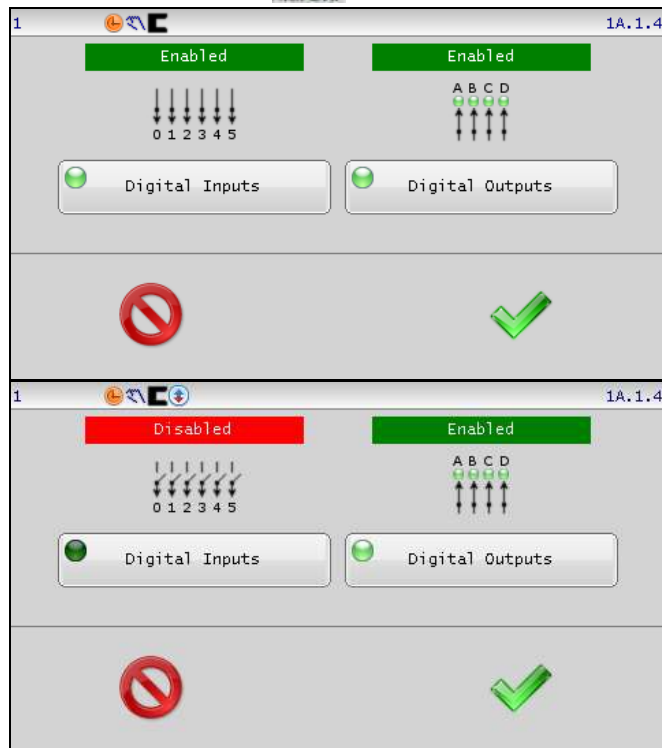 1 1A.1.4
Enabled Enabled
A B C D
0 1 2 3 4 5
Digital Inputs Digital Outputs
1 1A.1.4
Disabled Enabled
A B C D
0 1 2 3 4 5
Digital Inputs Digital Outputs